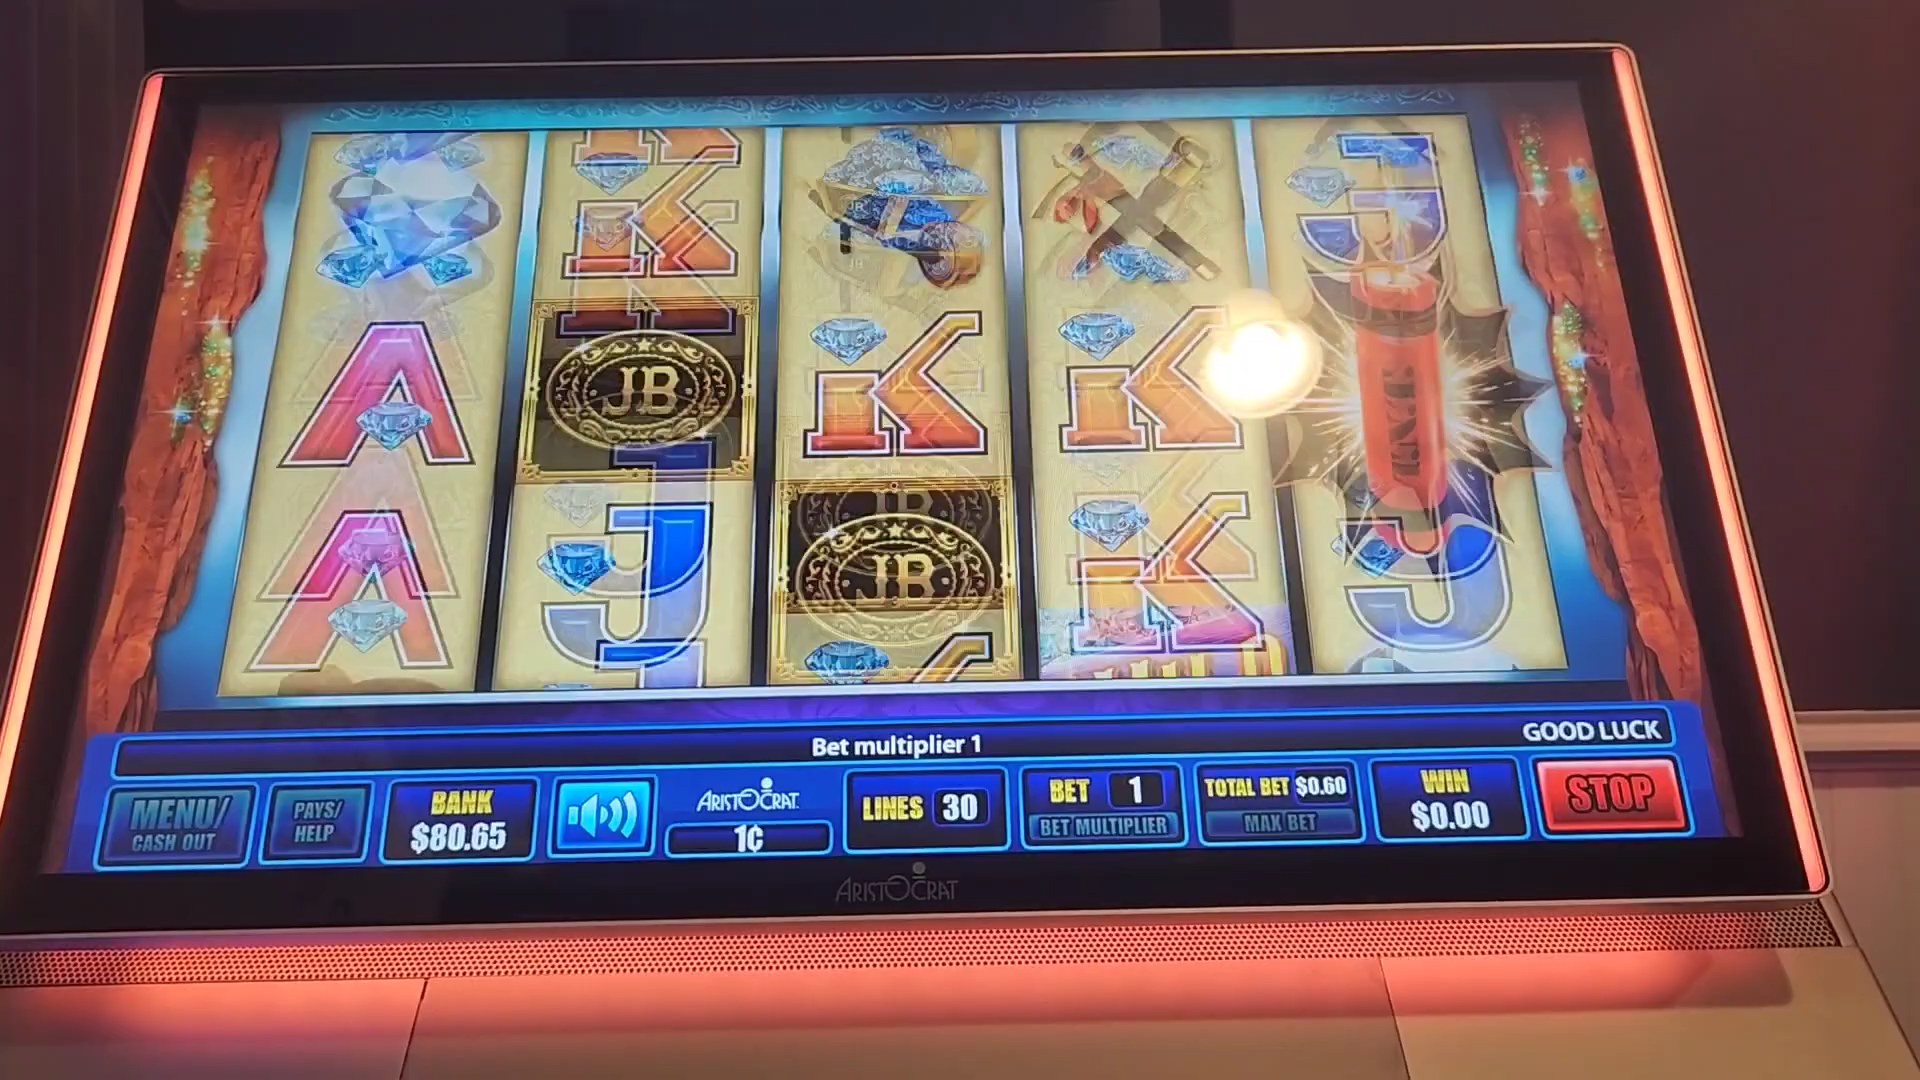 K
K
JB
A
K
K
JB
A
J
K
J
Bet multiplier 1
GOOD LUCK
MENU/
CASH OUT
PAYS/
HELP
BANK
$80.65
ARISTOCRAT
1¢
LINES 30
BET 1
BET MULTIPLIER
TOTAL BET $0.60
MAX BET
WIN
$0.00
STOP
ARISTOCRAT